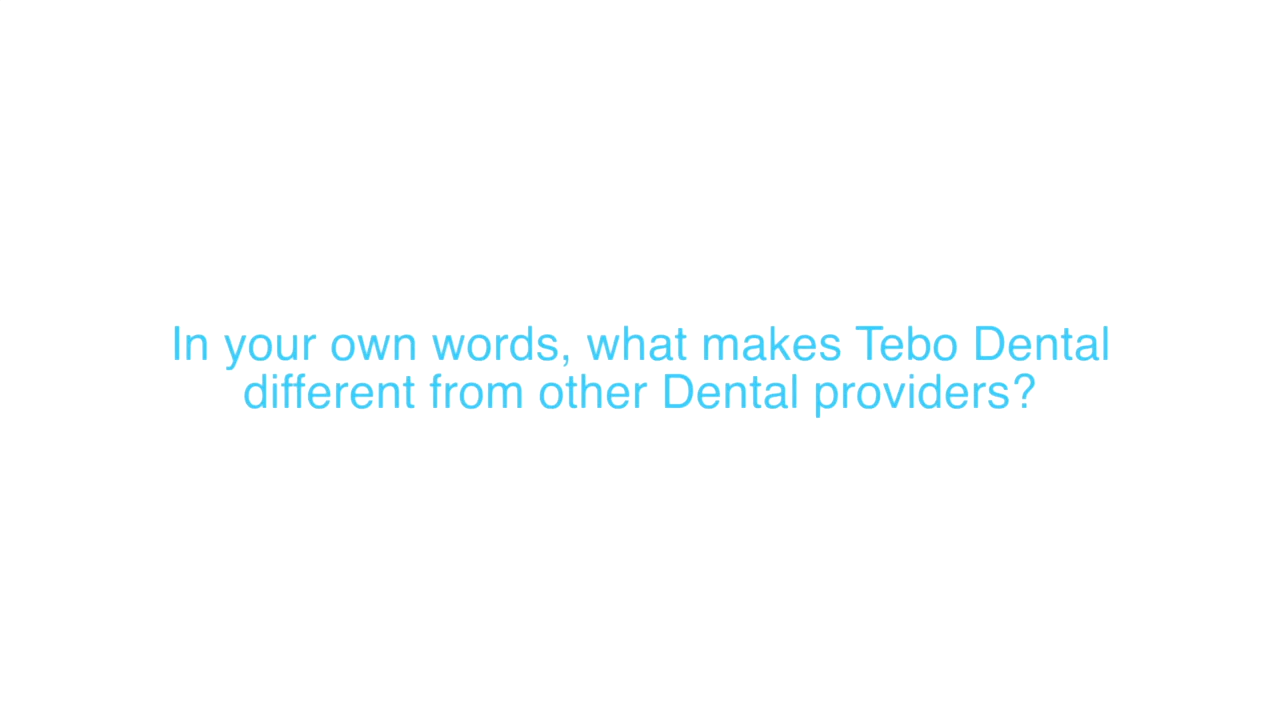 In your own words, what makes Tebo Dental
different from other Dental providers?